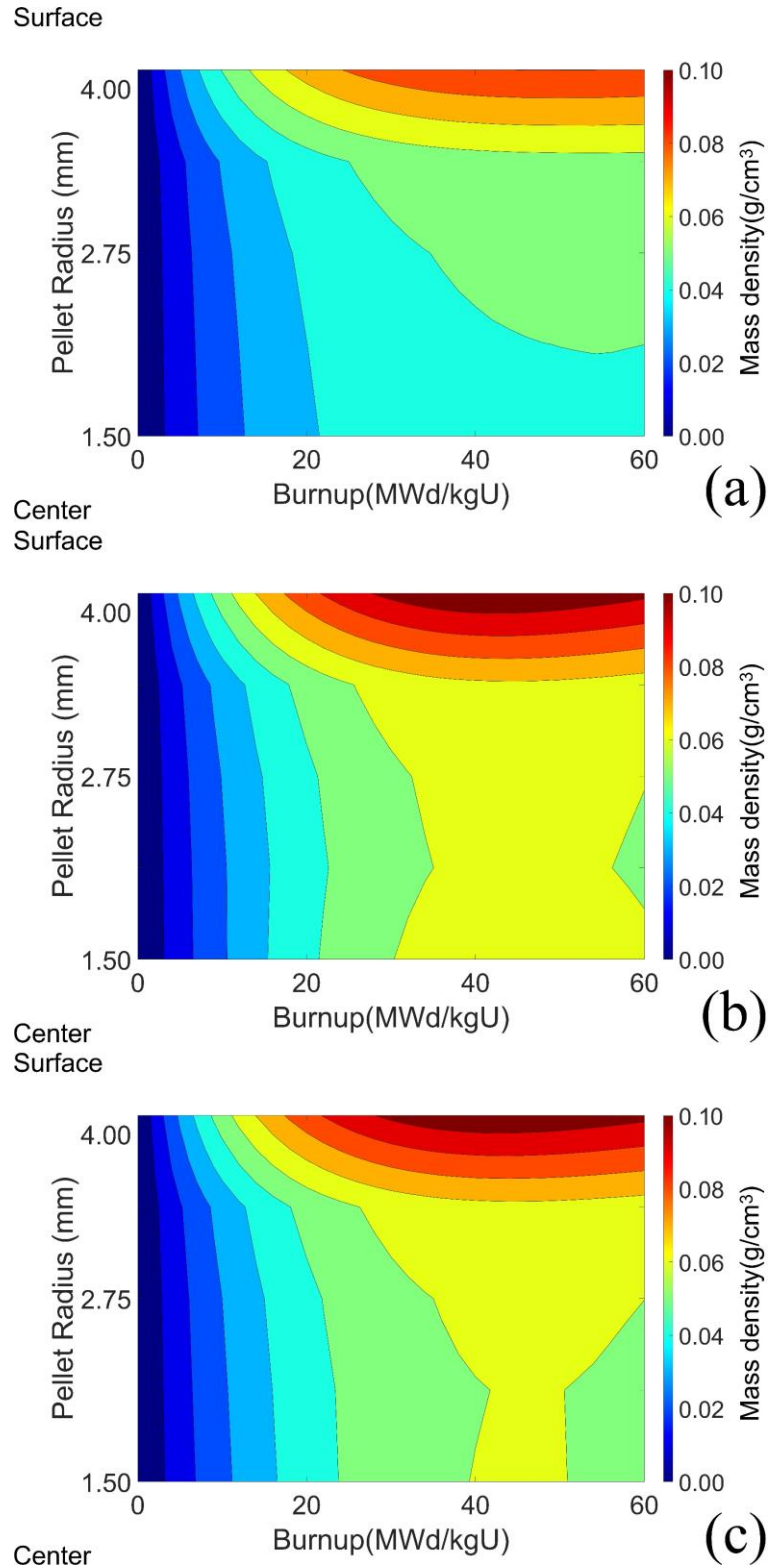 Surface
4.00
2.75
1.50
Pellet Radius (mm)
0
20
40
60
Burnup(MWd/kgU)
0.10
0.08
0.06
0.04
0.02
0.00
Mass density(g/cm³)
(a)
Center
Surface
4.00
2.75
1.50
Pellet Radius (mm)
0
20
40
60
Burnup(MWd/kgU)
0.10
0.08
0.06
0.04
0.02
0.00
Mass density(g/cm³)
(b)
Center
Surface
4.00
2.75
1.50
Pellet Radius (mm)
0
20
40
60
Burnup(MWd/kgU)
0.10
0.08
0.06
0.04
0.02
0.00
Mass density(g/cm³)
(c)
Center